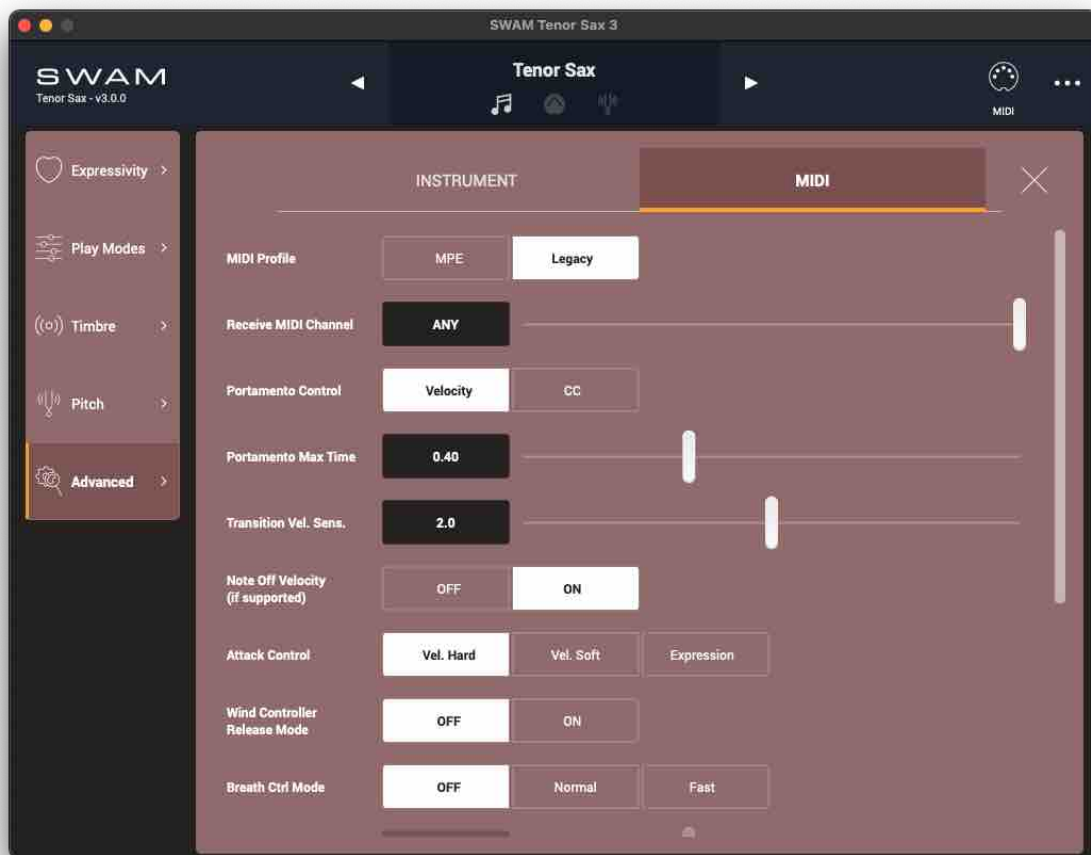 SWAM Tenor Sax 3
SWAM
Tenor Sax - v3.0.0
Tenor Sax
MIDI
Expressivity
Play Modes
Timbre
Pitch
Advanced
INSTRUMENT
MIDI
MIDI Profile
MPE
Legacy
Receive MIDI Channel
ANY
Portamento Control
Velocity
CC
Portamento Max Time
0.40
Transition Vel. Sens.
2.0
Note Off Velocity
(if supported)
OFF
ON
Attack Control
Vel. Hard
Vel. Soft
Expression
Wind Controller
Release Mode
OFF
ON
Breath Ctrl Mode
OFF
Normal
Fast